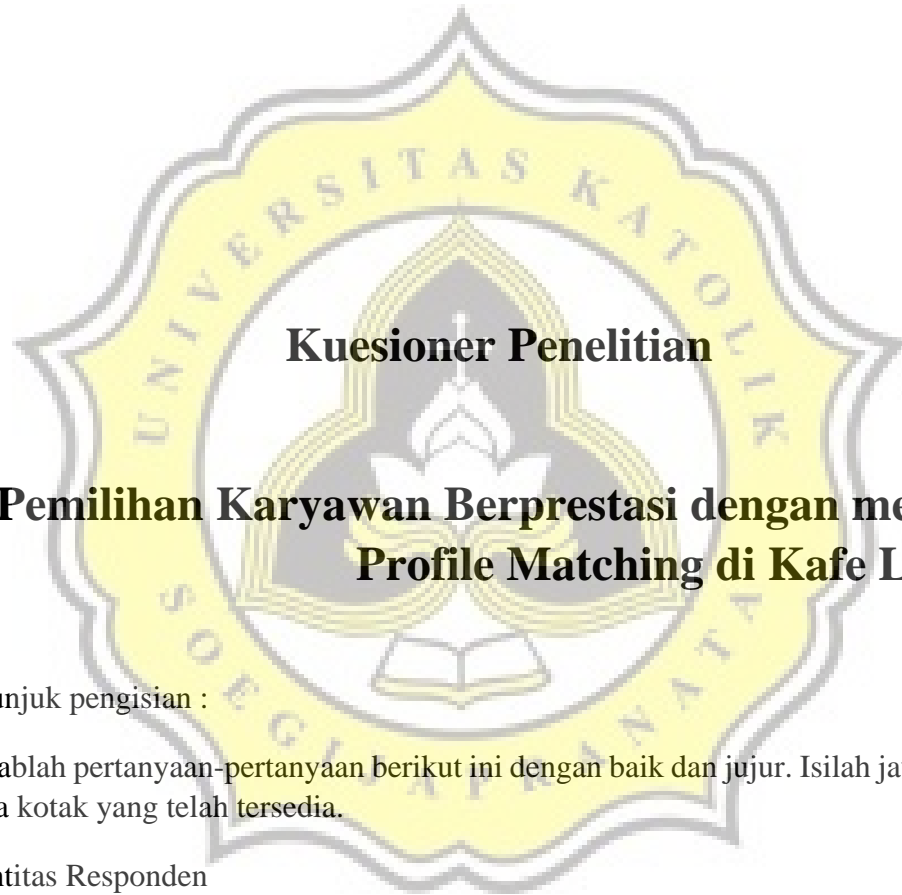 UNIVERSITAS KATOLIK
Kuesioner Penelitian
Pemilihan Karyawan Berprestasi dengan me
Profile Matching di Kafe L
unjuk pengisian :
ablah pertanyaan-pertanyaan berikut ini dengan baik dan jujur. Isilah ja
a kotak yang telah tersedia.
ntitas Responden
SOEGIJAPRANATA